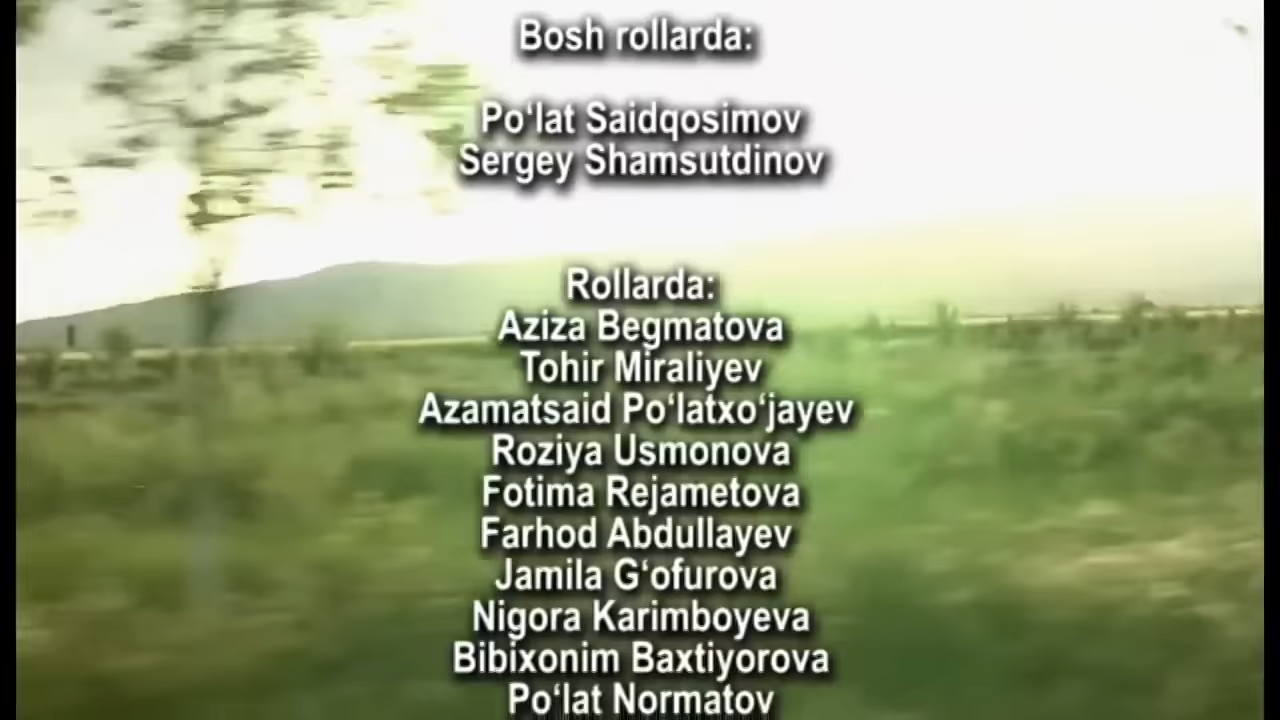 Bosh rollarda:
Po‘lat Saidqosimov
Sergey Shamsutdinov
Rollarda:
Aziza Begmatova
Tohir Miraliyev
Azamatsaid Po‘latxo‘jayev
Roziya Usmonova
Fotima Rejametova
Farhod Abdullayev
Jamila G‘ofurova
Nigora Karimboyeva
Bibixonim Baxtiyorova
Po‘lat Normatov